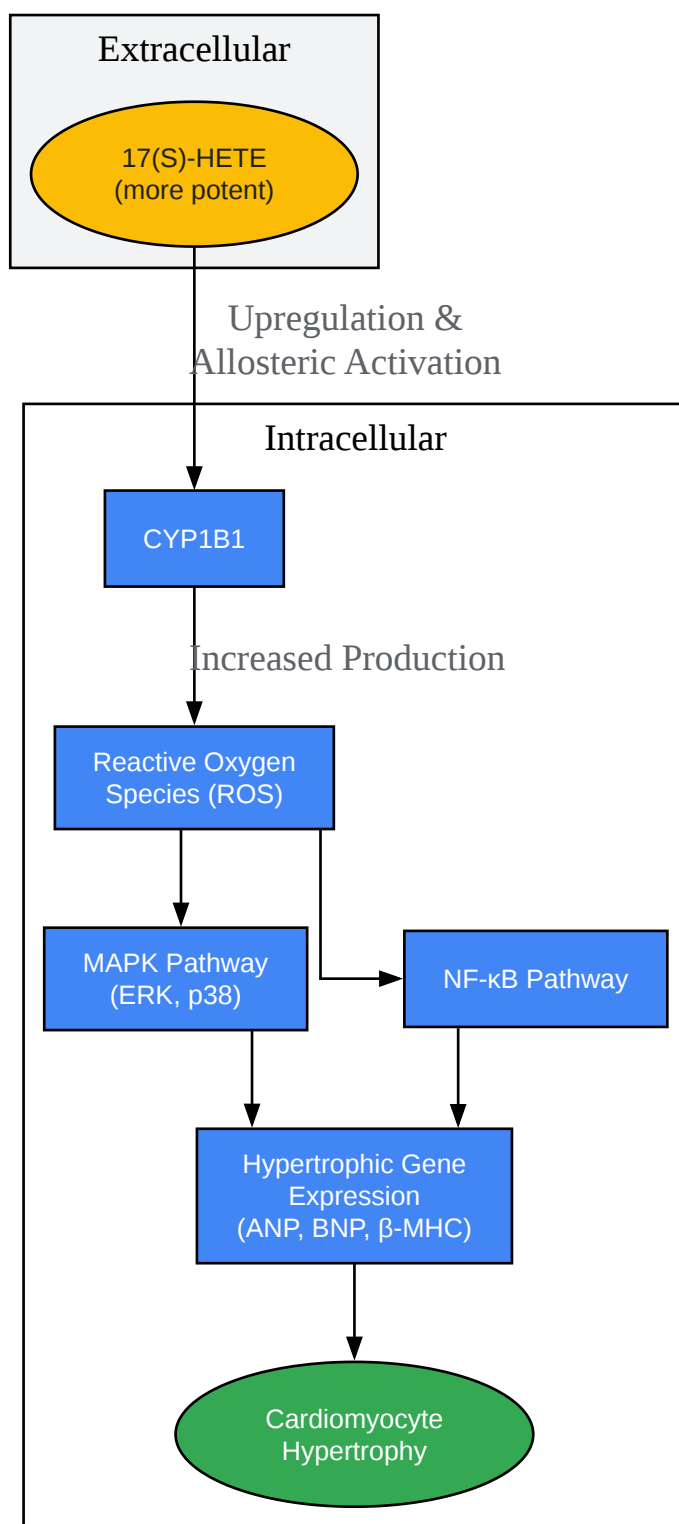 Extracellular
17(S)-HETE
(more potent)
Upregulation &
Allosteric Activation
Intracellular
CYP1B1
Increased Production
Reactive Oxygen
Species (ROS)
MAPK Pathway
(ERK, p38)
NF-κB Pathway
Hypertrophic Gene
Expression
(ANP, BNP, β-MHC)
Cardiomyocyte
Hypertrophy